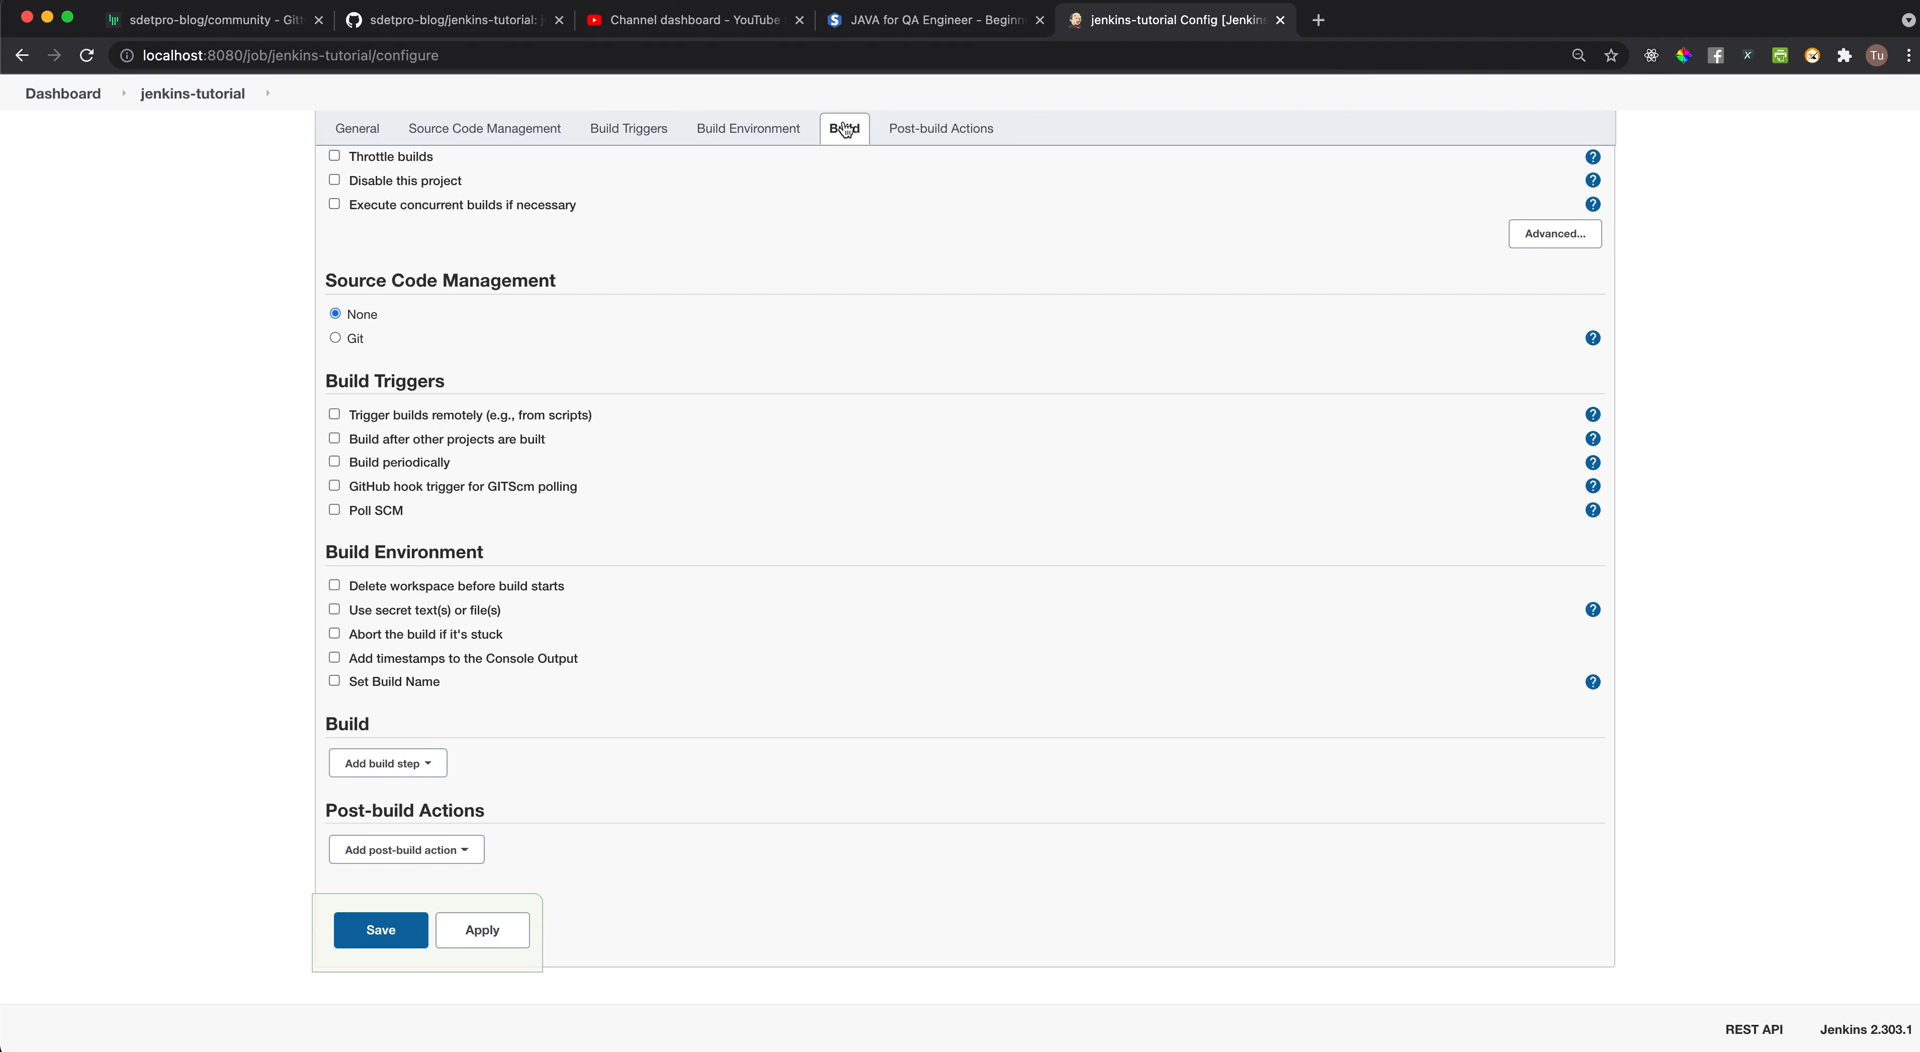 sdetpro-blog/community - Gitt
sdetpro-blog/jenkins-tutorial: j
Channel dashboard - YouTube
JAVA for QA Engineer - Beginn
jenkins-tutorial Config [Jenkins
localhost:8080/job/jenkins-tutorial/configure
Tu
Dashboard
jenkins-tutorial
General
Source Code Management
Build Triggers
Build Environment
Build
Post-build Actions
Throttle builds
Disable this project
Execute concurrent builds if necessary
Advanced...
Source Code Management
None
Git
Build Triggers
Trigger builds remotely (e.g., from scripts)
Build after other projects are built
Build periodically
GitHub hook trigger for GITScm polling
Poll SCM
Build Environment
Delete workspace before build starts
Use secret text(s) or file(s)
Abort the build if it's stuck
Add timestamps to the Console Output
Set Build Name
Build
Add build step
Post-build Actions
Add post-build action
Save
Apply
REST API
Jenkins 2.303.1